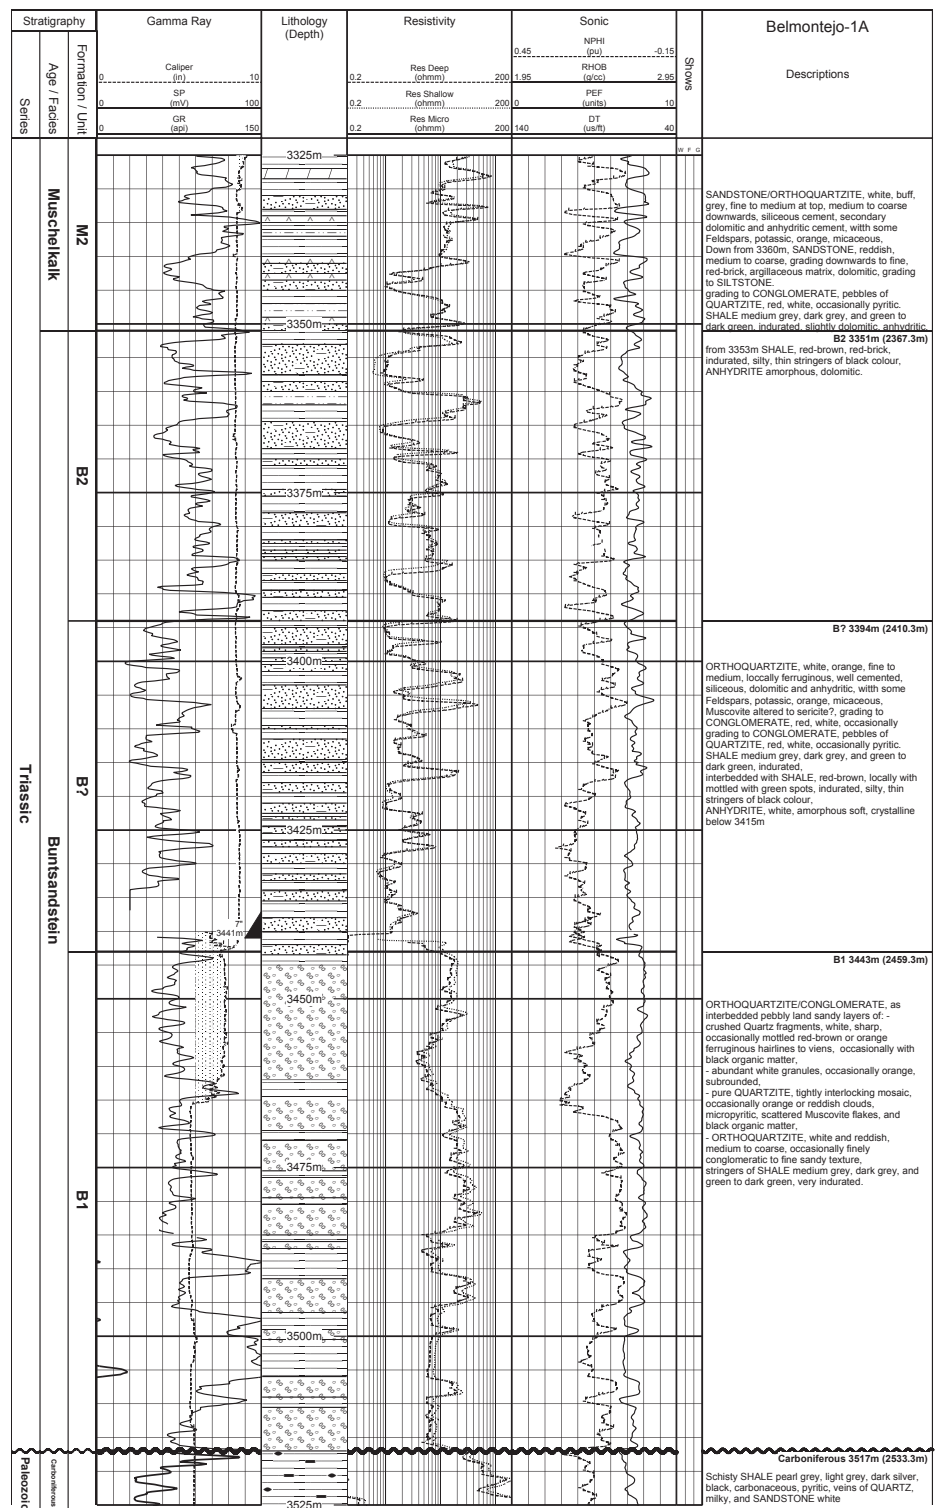 Stratigraphy
Gamma Ray
Lithology
(Depth)
Resistivity
Sonic
Belmontejo-1A
Series
Age / Facies
Formation / Unit
Caliper
0 (in) 10
SP
0 (mV) 100
GR
0 (api) 150
Res Deep
0.2 (ohmm) 200
Res Shallow
0.2 (ohmm) 200
Res Micro
0.2 (ohmm) 200
NPHI
0.45 (pu) -0.15
RHOB
1.95 (g/cc) 2.95
PEF
0 (units) 10
DT
140 (us/ft) 40
Shows
W F G
Descriptions
3325m
3350m
3375m
3400m
3425m
7"
3441m
3450m
3475m
3500m
3525m
Triassic
Paleozoic
Muschelkalk
Buntsandstein
Carboniferous
M2
B2
B?
B1
SANDSTONE/ORTHOQUARTZITE, white, buff,
grey, fine to medium at top, medium to coarse
downwards, siliceous cement, secondary
dolomitic and anhydritic cement, witth some
Feldspars, potassic, orange, micaceous,
Down from 3360m, SANDSTONE, reddish,
medium to coarse, grading downwards to fine,
red-brick, argillaceous matrix, dolomitic, grading
to SILTSTONE.
grading to CONGLOMERATE, pebbles of
QUARTZITE, red, white, occasionally pyritic.
SHALE medium grey, dark grey, and green to
dark green, indurated, slightly dolomitic, anhydritic
B2 3351m (2367.3m)
from 3353m SHALE, red-brown, red-brick,
indurated, silty, thin stringers of black colour,
ANHYDRITE amorphous, dolomitic.
B? 3394m (2410.3m)
ORTHOQUARTZITE, white, orange, fine to
medium, loccally ferruginous, well cemented,
siliceous, dolomitic and anhydritic, witth some
Feldspars, potassic, orange, micaceous,
Muscovite altered to sericite?, grading to
CONGLOMERATE, red, white, occasionally
grading to CONGLOMERATE, pebbles of
QUARTZITE, red, white, occasionally pyritic.
SHALE medium grey, dark grey, and green to
dark green, indurated,
interbedded with SHALE, red-brown, locally with
mottled with green spots, indurated, silty, thin
stringers of black colour,
ANHYDRITE, white, amorphous soft, crystalline
below 3415m
B1 3443m (2459.3m)
ORTHOQUARTZITE/CONGLOMERATE, as
interbedded pebbly land sandy layers of: -
crushed Quartz fragments, white, sharp,
occasionally mottled red-brown or orange
ferruginous hairlines to viens, occasionally with
black organic matter,
- abundant white granules, occasionally orange,
subrounded,
- pure QUARTZITE, tightly interlocking mosaic,
occasionally orange or reddish clouds,
micropyritic, scattered Muscovite flakes, and
black organic matter,
- ORTHOQUARTZITE, white and reddish,
medium to coarse, occasionally finely
conglomeratic to fine sandy texture,
stringers of SHALE medium grey, dark grey, and
green to dark green, very indurated.
Carboniferous 3517m (2533.3m)
Schisty SHALE pearl grey, light grey, dark silver,
black, carbonaceous, pyritic, veins of QUARTZ,
milky, and SANDSTONE white